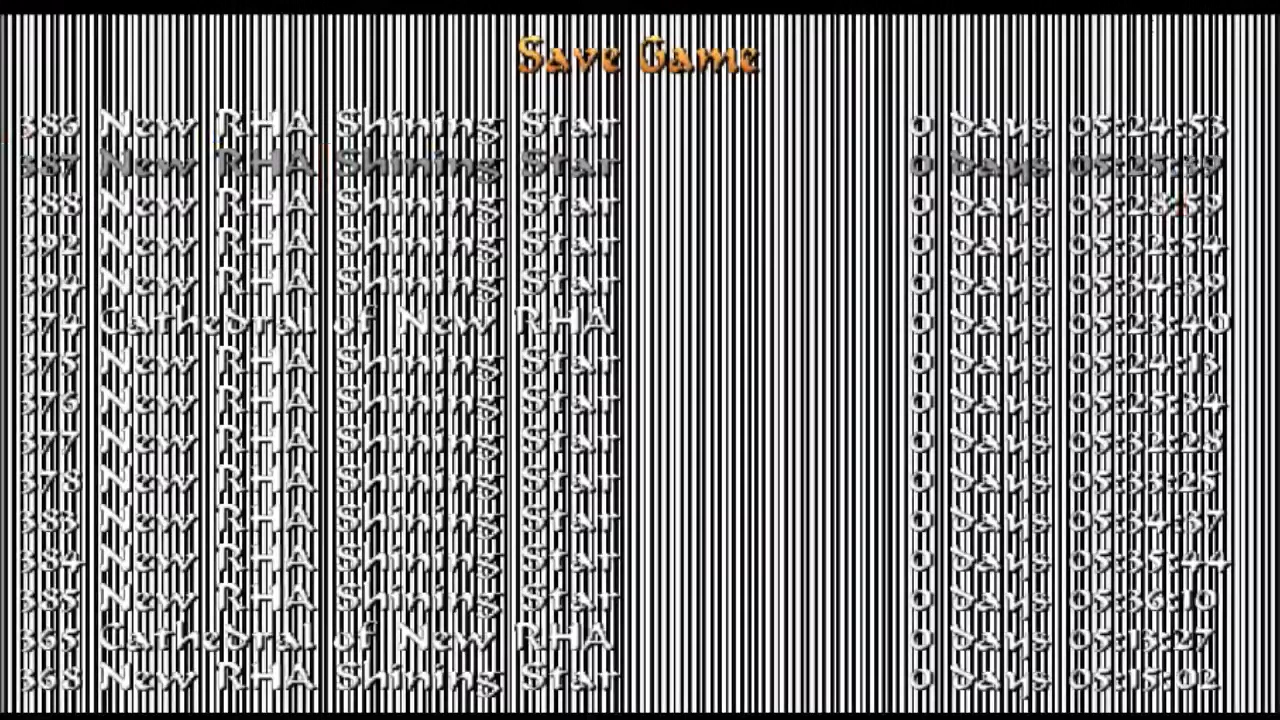 Save Game
386 New RHA Shining Star 0 days 05:24:53
387 New RHA Shining Star 0 days 05:25:39
388 New RHA Shining Star 0 days 05:28:59
392 New RHA Shining Star 0 days 05:32:54
394 New RHA Shining Star 0 days 05:34:39
374 Cathedral of New RHA 0 days 05:23:40
375 New RHA Shining Star 0 days 05:24:13
376 New RHA Shining Star 0 days 05:25:34
377 New RHA Shining Star 0 days 05:32:28
378 New RHA Shining Star 0 days 05:33:25
383 New RHA Shining Star 0 days 05:34:37
384 New RHA Shining Star 0 days 05:35:44
385 New RHA Shining Star 0 days 05:36:10
365 Cathedral of New RHA 0 days 05:13:27
368 New RHA Shining Star 0 days 05:15:02